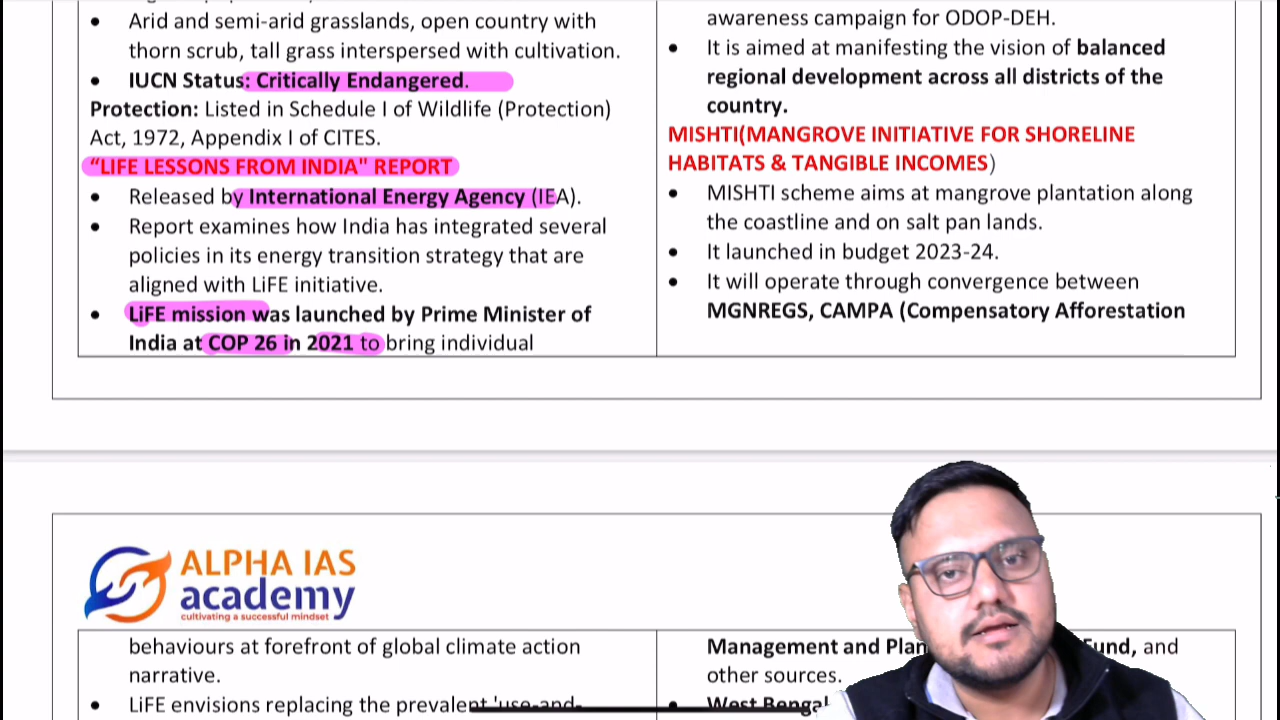 Arid and semi-arid grasslands, open country with
thorn scrub, tall grass interspersed with cultivation.
• IUCN Status: Critically Endangered.
Protection: Listed in Schedule I of Wildlife (Protection)
Act, 1972, Appendix I of CITES.
“LIFE LESSONS FROM INDIA" REPORT
• Released by International Energy Agency (IEA).
• Report examines how India has integrated several
policies in its energy transition strategy that are
aligned with LiFE initiative.
• LiFE mission was launched by Prime Minister of
India at COP 26 in 2021 to bring individual
awareness campaign for ODOP-DEH.
• It is aimed at manifesting the vision of balanced
regional development across all districts of the
country.
MISHTI(MANGROVE INITIATIVE FOR SHORELINE
HABITATS & TANGIBLE INCOMES)
• MISHTI scheme aims at mangrove plantation along
the coastline and on salt pan lands.
• It launched in budget 2023-24.
• It will operate through convergence between
MGNREGS, CAMPA (Compensatory Afforestation
ALPHA IAS
academy
cultivating a successful mindset
behaviours at forefront of global climate action
narrative.
• LiFE envisions replacing the prevalent 'use-and-
Management and and
other sources.
• West Bengal